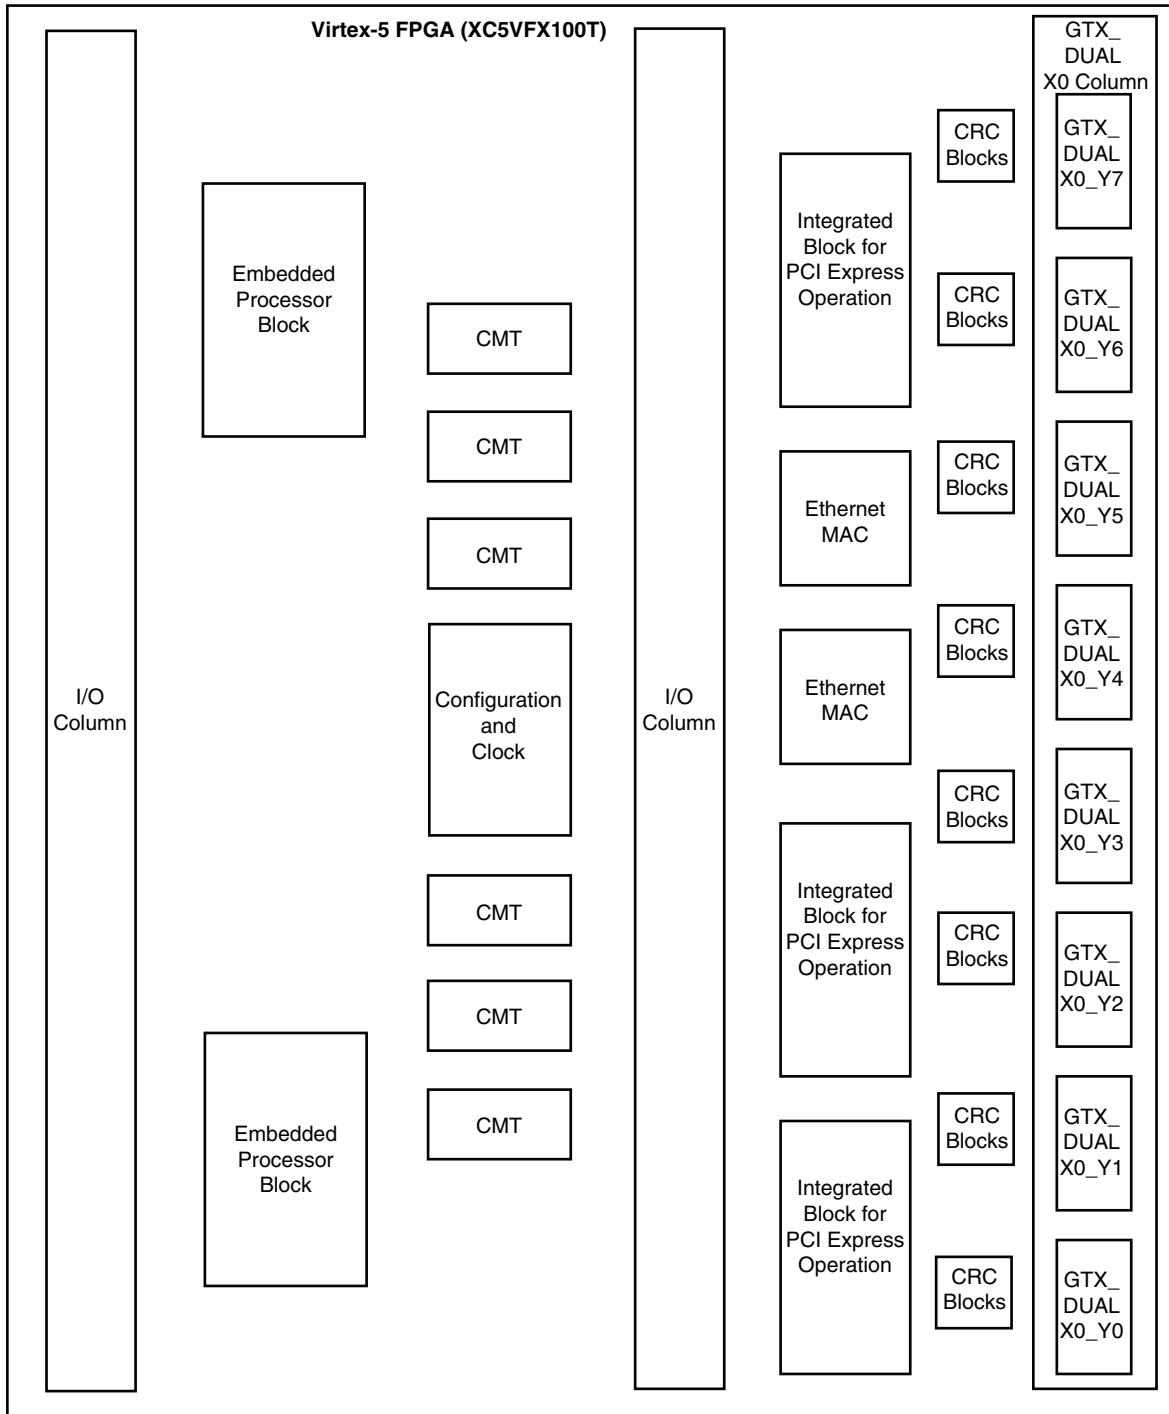 Virtex-5 FPGA (XC5VFX100T)
I/O
Column
Embedded
Processor
Block
Embedded
Processor
Block
CMT
CMT
CMT
Configuration
and
Clock
CMT
CMT
CMT
I/O
Column
Integrated
Block for
PCI Express
Operation
Ethernet
MAC
Ethernet
MAC
Integrated
Block for
PCI Express
Operation
Integrated
Block for
PCI Express
Operation
CRC
Blocks
CRC
Blocks
CRC
Blocks
CRC
Blocks
CRC
Blocks
CRC
Blocks
CRC
Blocks
CRC
Blocks
GTX_
DUAL
X0 Column
GTX_
DUAL
X0_Y7
GTX_
DUAL
X0_Y6
GTX_
DUAL
X0_Y5
GTX_
DUAL
X0_Y4
GTX_
DUAL
X0_Y3
GTX_
DUAL
X0_Y2
GTX_
DUAL
X0_Y1
GTX_
DUAL
X0_Y0